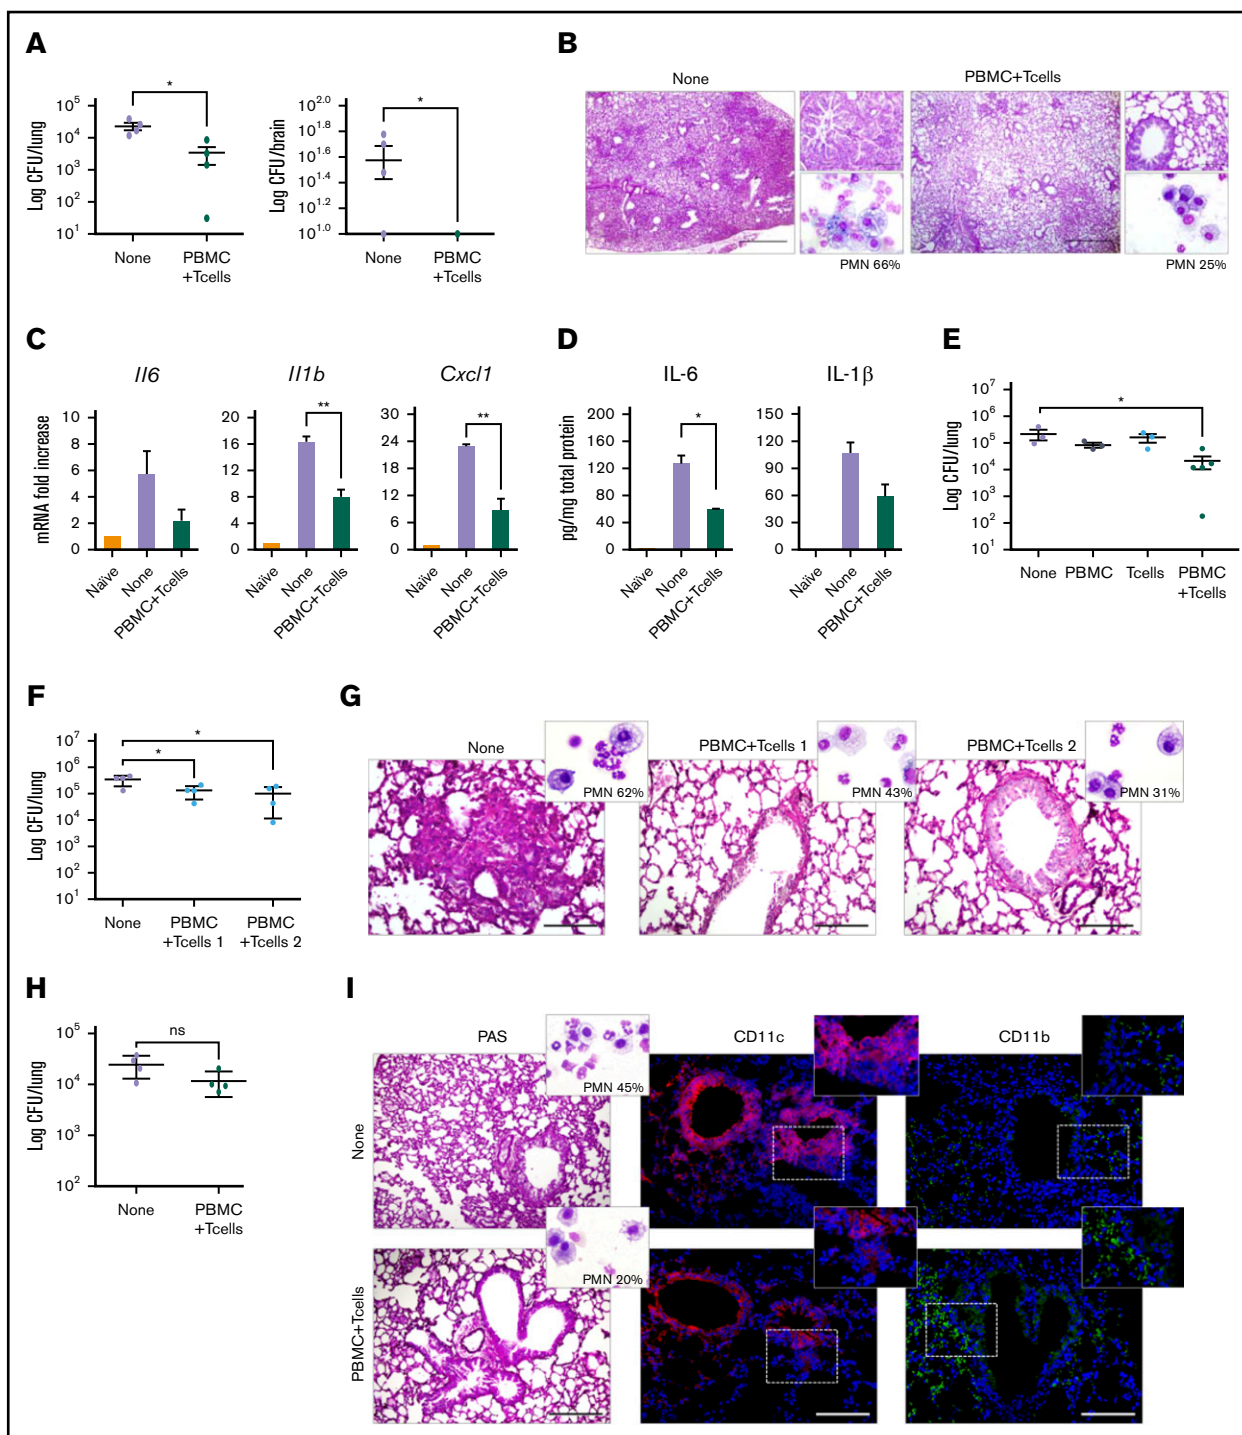 A
Log CFU/lung
10^5
10^4
10^3
10^2
10^1
*
None
PBMC
+Tcells
Log CFU/brain
10^2.0
10^1.8
10^1.6
10^1.4
10^1.2
10^1.0
*
None
PBMC
+Tcells
B
None
PBMC+Tcells
PMN 66%
PMN 25%
C
mRNA fold increase
Il6
10
8
6
4
2
0
Naïve
None
PBMC+Tcells
Il1b
20
16
12
8
4
0
**
Naïve
None
PBMC+Tcells
Cxcl1
30
24
18
12
6
0
**
Naïve
None
PBMC+Tcells
D
pg/mg total protein
IL-6
200
160
120
80
40
0
*
Naïve
None
PBMC+Tcells
IL-1β
150
120
90
60
30
0
Naïve
None
PBMC+Tcells
E
Log CFU/lung
10^7
10^6
10^5
10^4
10^3
10^2
10^1
*
None PBMC Tcells PBMC
+Tcells
F
Log CFU/lung
10^7
10^6
10^5
10^4
10^3
10^2
10^1
*
*
None
PBMC
+Tcells 1
PBMC
+Tcells 2
G
None
PMN 62%
PBMC+Tcells 1
PMN 43%
PBMC+Tcells 2
PMN 31%
H
Log CFU/lung
10^5
10^4
10^3
10^2
ns
None
PBMC
+Tcells
I
PAS
CD11c
CD11b
None
PMN 45%
PBMC+Tcells
PMN 20%